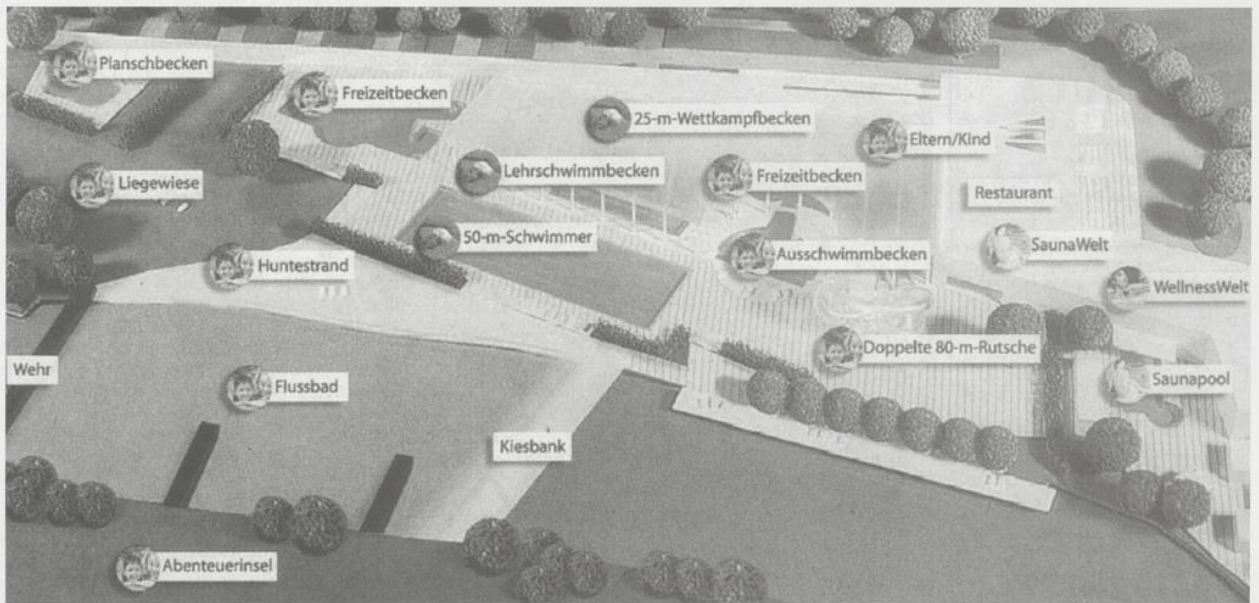 Planschbecken
Freizeitbecken
25-m-Wettkampfbecken
Eltern/Kind
Lehrschwimmbecken
Freizeitbecken
Liegewiese
Restaurant
50-m-Schwimmer
Ausschwimmbecken
SaunaWelt
Huntestrand
WellnessWelt
Doppelte 80-m-Rutsche
Wehr
Flussbad
Saunapool
Kiesbank
Abenteuerinsel